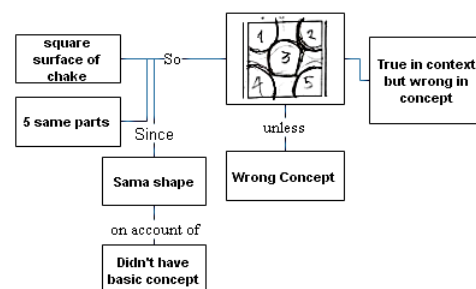 square
surface of
chake
So
1
2
3
4
5
True in context
but wrong in
concept
5 same parts
Since
unless
Sama shape
Wrong Concept
on account of
Didn't have
basic concept